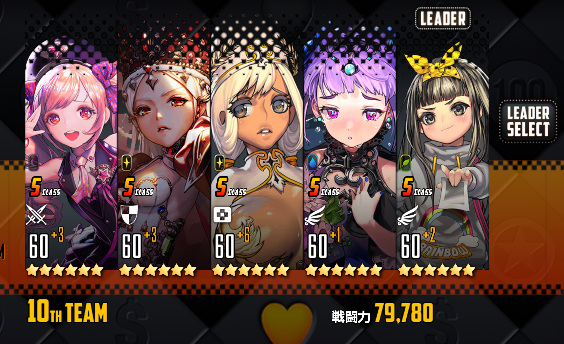 LEADER
LEADER
SELECT
S CLASS
S CLASS
S CLASS
S CLASS
S CLASS
60+3
60+3
60+6
60+1
60+2
RAINBOW
10TH TEAM
戦闘力 79,780